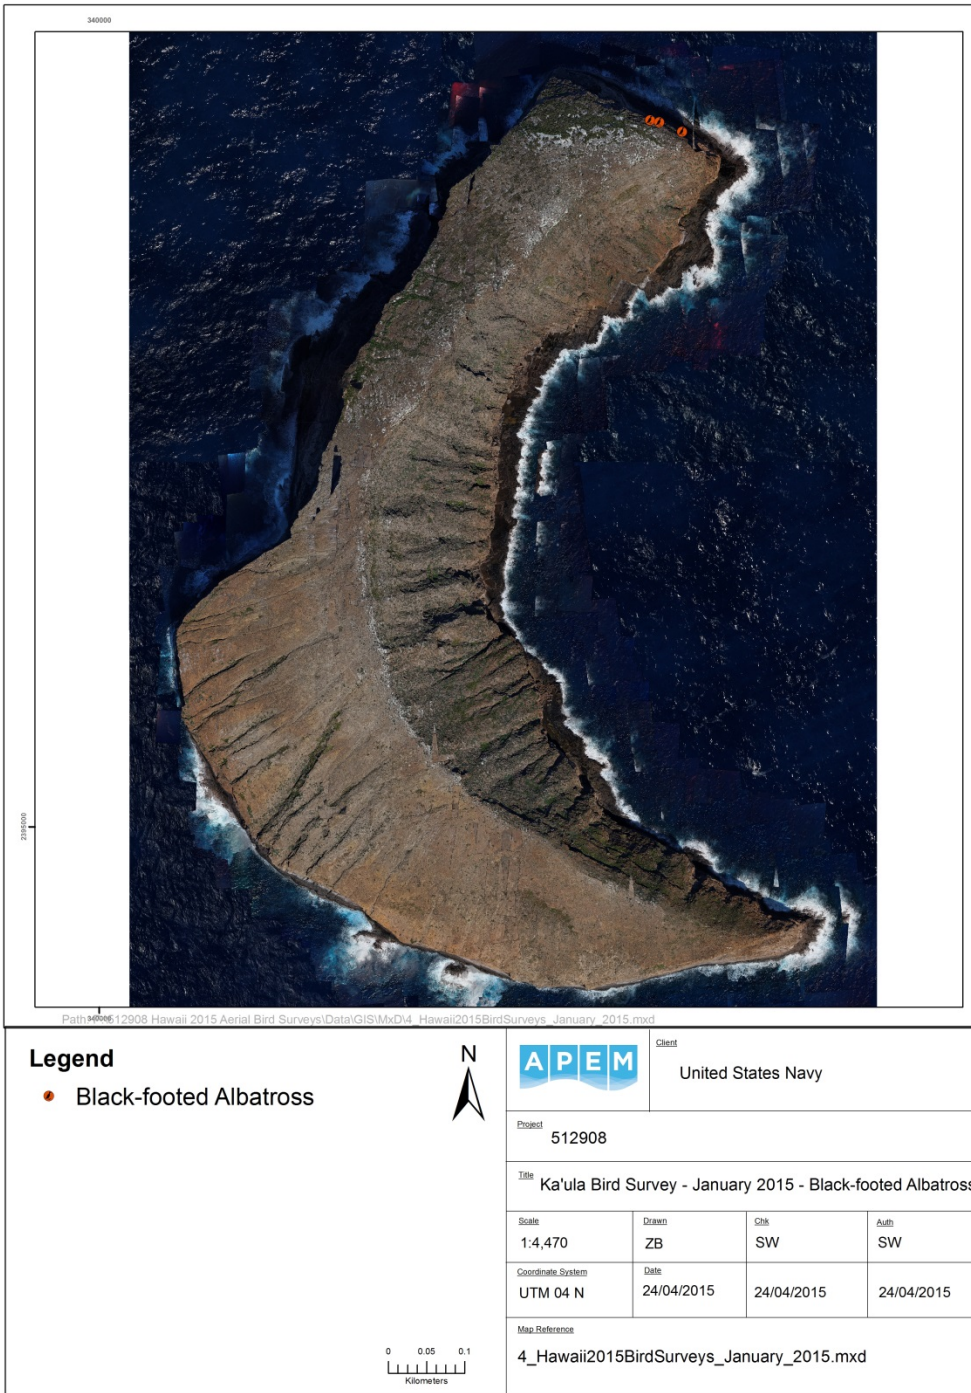 340000
2395000
340000
Path: 512908 Hawaii 2015 Aerial Bird Surveys\Data\GIS\MxD\4_Hawaii2015BirdSurveys_January_2015.mxd
Legend
Black-footed Albatross
N
0 0.05 0.1
Kilometers
APEM
Client
United States Navy
Project
512908
Title
Ka'ula Bird Survey - January 2015 - Black-footed Albatross
Scale
1:4,470
Drawn
ZB
Chk
SW
Auth
SW
Coordinate System
UTM 04 N
Date
24/04/2015
24/04/2015
24/04/2015
Map Reference
4_Hawaii2015BirdSurveys_January_2015.mxd